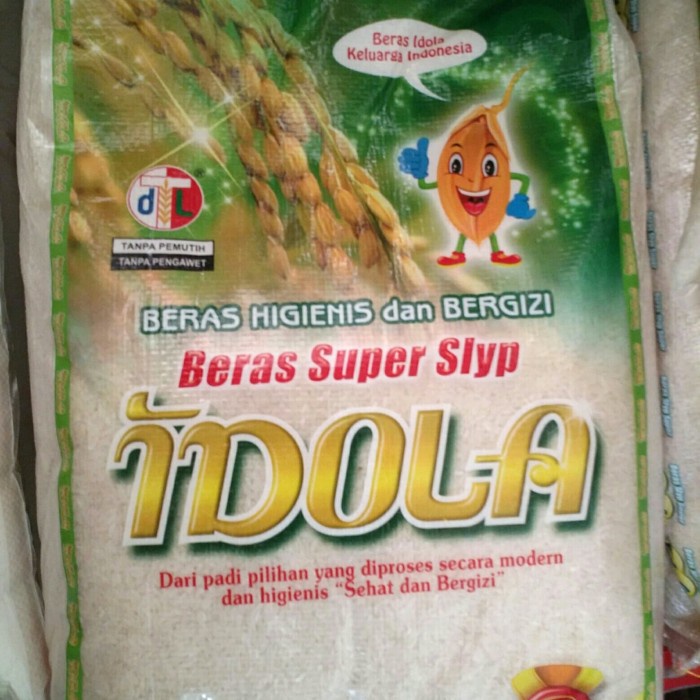 Beras Idola
Keluarga Indonesia
dTL
TANPA PEMUTIH
TANPA PENGAWET
BERAS HIGIENIS dan BERGIZI
Beras Super Slyp
IDOLA
Dari padi pilihan yang diproses secara modern
dan higienis "Sehat dan Bergizi"